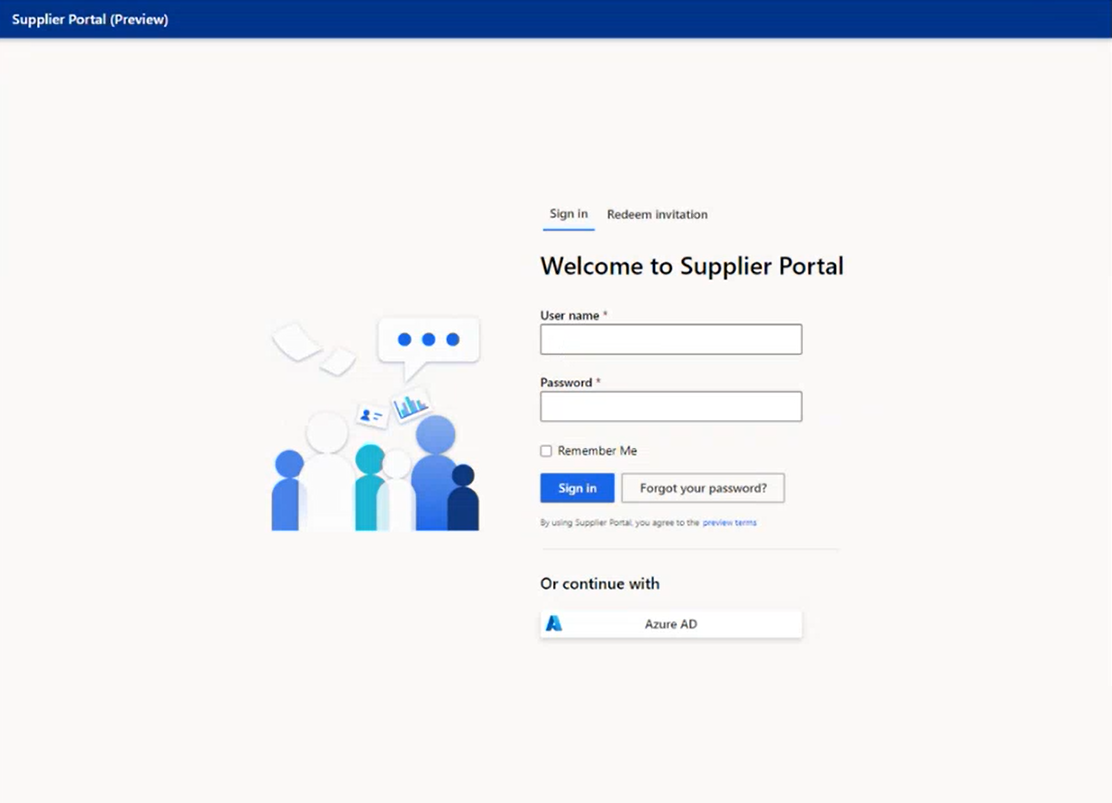 Supplier Portal (Preview)
Sign in Redeem invitation
Welcome to Supplier Portal
User name *
Password *
Remember Me
Sign in Forgot your password?
By using Supplier Portal, you agree to the preview terms
Or continue with
Azure AD